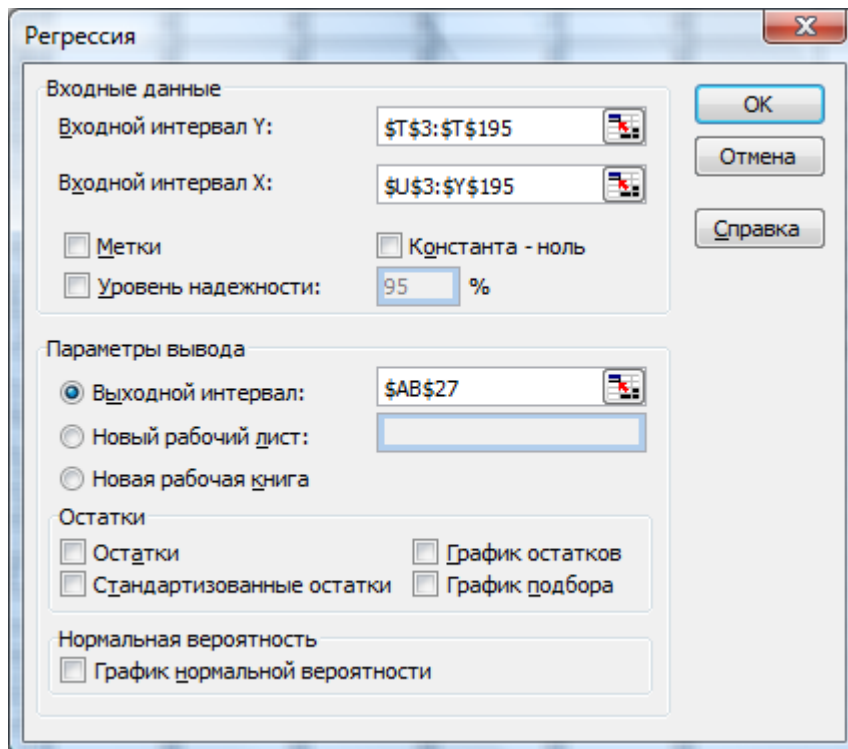 Регрессия
Входные данные
Входной интервал Y: $T$3:$T$195
Входной интервал X: $U$3:$Y$195
Метки Константа - ноль
Уровень надежности: 95 %
OK
Отмена
Справка
Параметры вывода
Выходной интервал: $AB$27
Новый рабочий лист:
Новая рабочая книга
Остатки
Остатки График остатков
Стандартизованные остатки График подбора
Нормальная вероятность
График нормальной вероятности